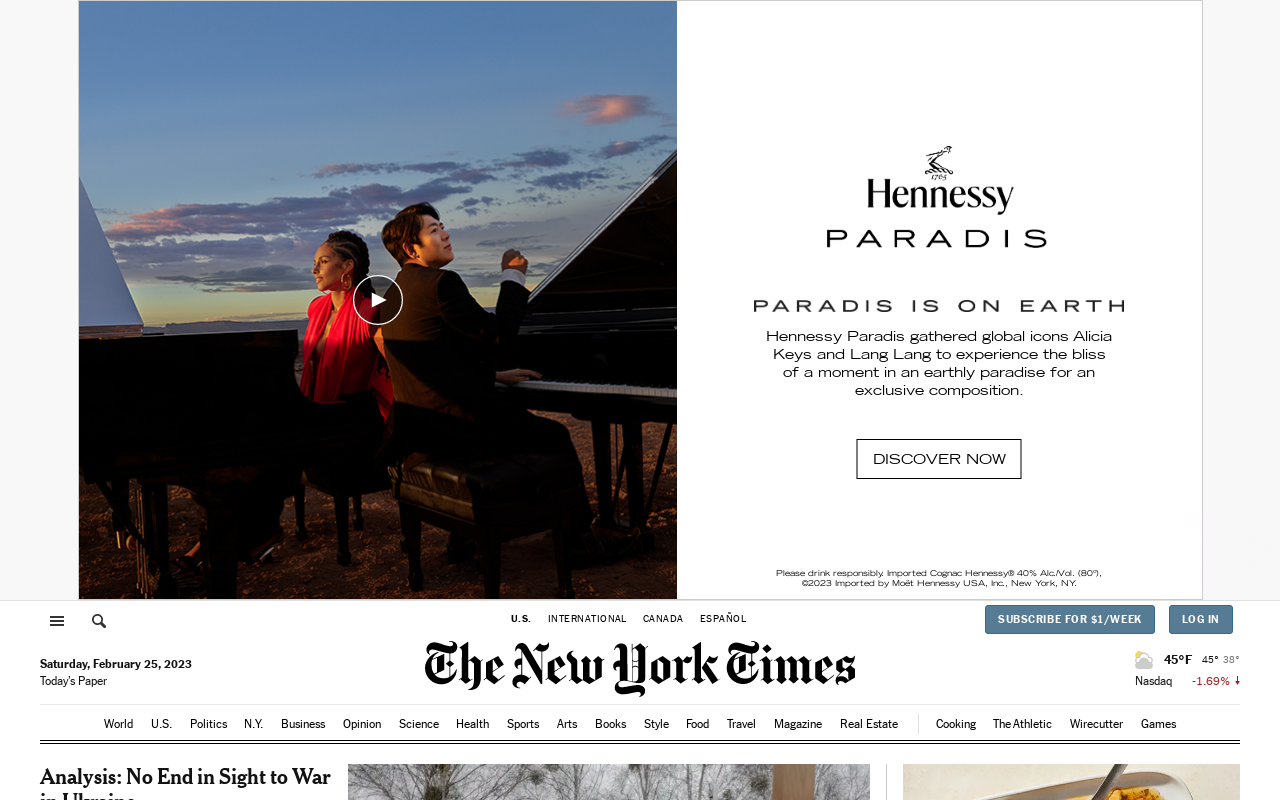 1765
Hennessy
PARADIS
PARADIS IS ON EARTH
Hennessy Paradis gathered global icons Alicia
Keys and Lang Lang to experience the bliss
of a moment in an earthly paradise for an
exclusive composition.
DISCOVER NOW
Please drink responsibly. Imported Cognac Hennessy® 40% Alc./Vol. (80º),
©2023 Imported by Moët Hennessy USA, Inc., New York, NY.
U.S. INTERNATIONAL CANADA ESPAÑOL
SUBSCRIBE FOR $1/WEEK LOG IN
The New York Times
Saturday, February 25, 2023
Today's Paper
45°F 45° 38°
Nasdaq -1.69% ↓
World U.S. Politics N.Y. Business Opinion Science Health Sports Arts Books Style Food Travel Magazine Real Estate Cooking The Athletic Wirecutter Games
Analysis: No End in Sight to War
in Ukraine